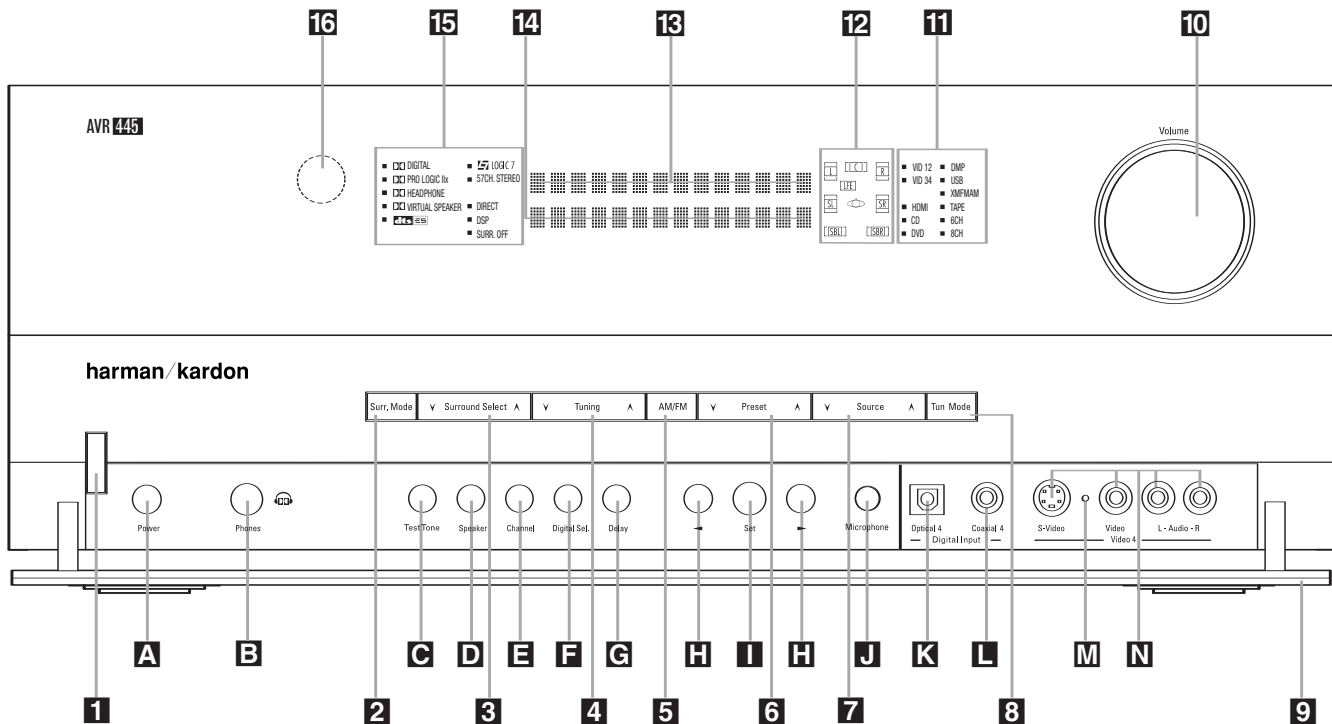 16 15 14 13 12 11 10
AVR 445
Volume
DIGITAL
PRO LOGIC IIx
HEADPHONE
VIRTUAL SPEAKER
dts ES
LOGIC 7
57CH. STEREO
DIRECT
DSP
SURR. OFF
L C R
LFE
SL SR
SBL SBR
VID 12
VID 34
HDMI
CD
DVD
DMP
USB
XMFMAM
TAPE
6CH
8CH
harman/kardon
Surr. Mode Surround Select Tuning AM/FM Preset Source Tun Mode
Power Phones Test Tone Speaker Channel Digital Sel. Delay Set Microphone
Optical 4 Coaxial 4
Digital Input
S-Video Video L - Audio - R
Video 4
A B C D E F G H I H J K L M N
1 2 3 4 5 6 7 8 9